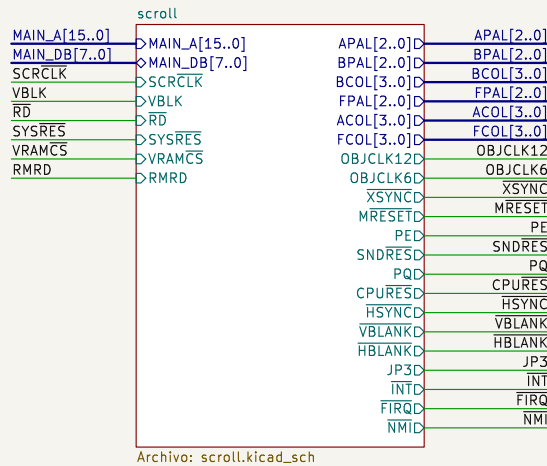 scroll
MAIN_A[15..0] MAIN_A[15..0] APAL[2..0] APAL[2..0]
MAIN_DB[7..0] MAIN_DB[7..0] BPAL[2..0] BPAL[2..0]
SCRCLK SCRCLK BCOL[3..0] BCOL[3..0]
VBLK VBLK FPAL[2..0] FPAL[2..0]
RD RD ACOL[3..0] ACOL[3..0]
SYSRES SYSRES FCOL[3..0] FCOL[3..0]
VRAMCS VRAMCS OBJCLK12 OBJCLK12
RMRD RMRD OBJCLK6 OBJCLK6
XSYNC XSYNC
MRESET MRESET
PE PE
SNDRES SNDRES
PQ PQ
CPURES CPURES
HSYNC HSYNC
VBLANK VBLANK
HBLANK HBLANK
JP3 JP3
INT INT
FIRQ FIRQ
NMI NMI
Archivo: scroll.kicad_sch